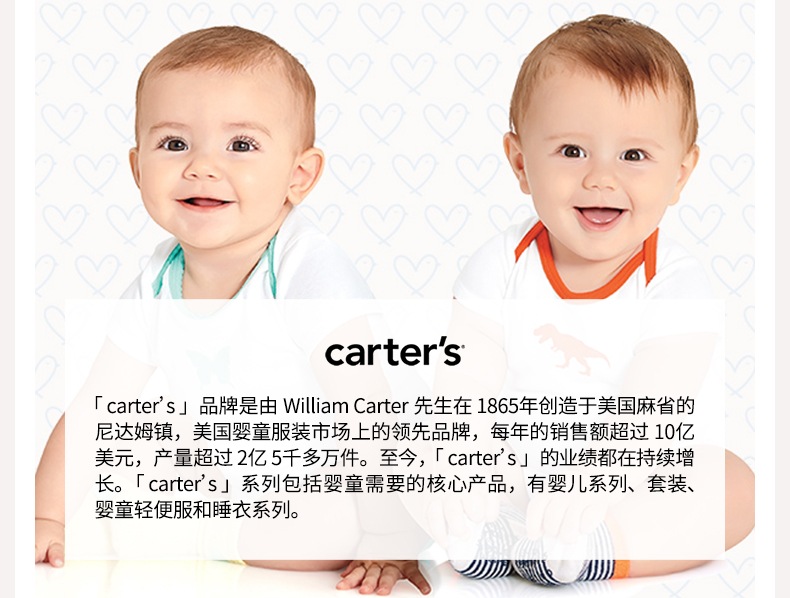 carter's
「carter's」品牌是由 William Carter 先生在 1865年创造于美国麻省的
尼达姆镇，美国婴童服装市场上的领先品牌，每年的销售额超过 10亿
美元，产量超过 2亿 5千多万件。至今，「carter's」的业绩都在持续增
长。「carter's」系列包括婴童需要的核心产品，有婴儿系列、套装、
婴童轻便服和睡衣系列。